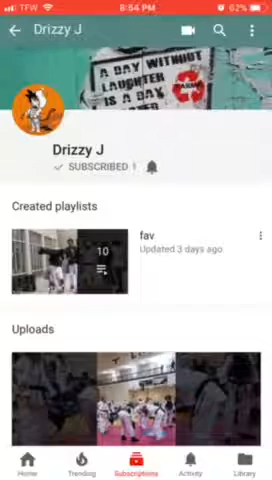 TFW
8:54 PM
62%
Drizzy J
A DAY WITHOUT
LAUGHTER
IS A DAY
Drizzy J
SUBSCRIBED
Created playlists
10
fav
Updated 3 days ago
Uploads
Home
Trending
Subscriptions
Activity
Library